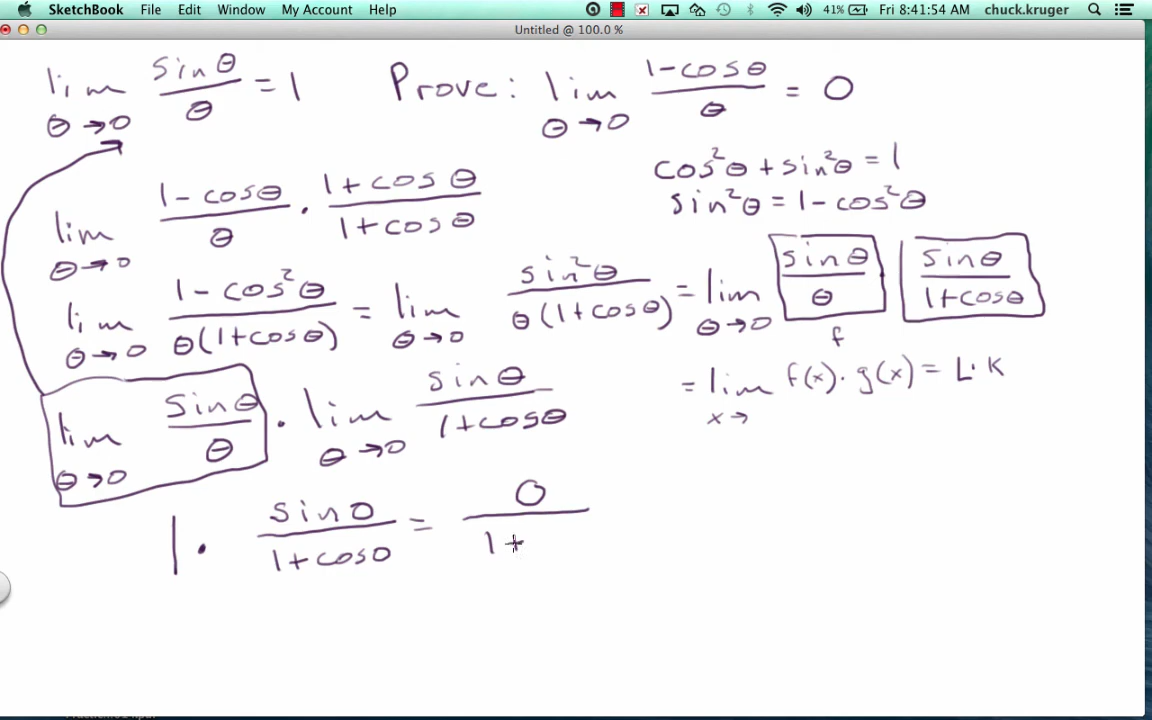 SketchBook File Edit Window My Account Help 41% Fri 8:41:54 AM chuck.kruger
Untitled @ 100.0 %
lim θ→0 sinθ/θ = 1 Prove: lim θ→0 1-cosθ/θ = 0
cos²θ + sin²θ = 1
sin²θ = 1 - cos²θ
lim θ→0 1-cosθ/θ · 1+cosθ/1+cosθ
lim θ→0 1-cos²θ/θ(1+cosθ) = lim θ→0 sin²θ/θ(1+cosθ) = lim θ→0 sinθ/θ sinθ/1+cosθ
f
= lim x→ f(x)·g(x) = L·K
lim θ→0 sinθ/θ · lim θ→0 sinθ/1+cosθ
1 · sin0/1+cos0 = 0/1+